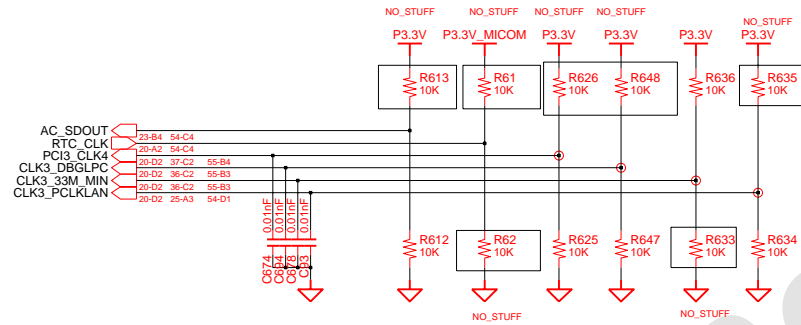 NO_STUFF NO_STUFF NO_STUFF NO_STUFF NO_STUFF
P3.3V P3.3V_MICOM P3.3V P3.3V P3.3V P3.3V
R613 R61 R626 R648 R636 R635
10K 10K 10K 10K 10K 10K
AC_SDOUT 23-B4 54-C4
RTC_CLK 20-A2 54-C4
PCI3_CLK4 20-D2 37-C2 55-B4
CLK3_DBGLPC 20-D2 36-C2 55-B3
CLK3_33M_MIN 20-D2 36-C2 55-B3
CLK3_PCLKLAN 20-D2 25-A3 54-D1
0.01nF 0.01nF 0.01nF 0.01nF
C674 C694 C678 C93
R612 R62 R625 R647 R633 R634
10K 10K 10K 10K 10K 10K
NO_STUFF NO_STUFF